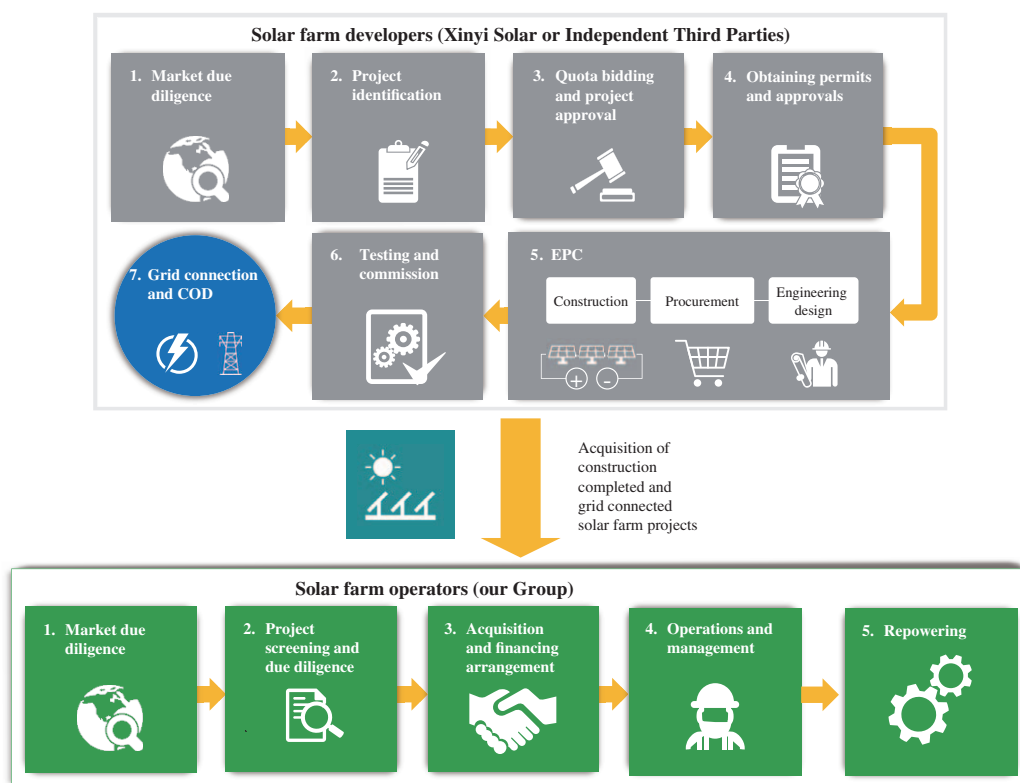 Solar farm developers (Xinyi Solar or Independent Third Parties)
1. Market due
diligence
2. Project
identification
3. Quota bidding
and project
approval
4. Obtaining permits
and approvals
5. EPC
Construction
Procurement
Engineering
design
6. Testing and
commission
7. Grid connection
and COD
Acquisition of
construction
completed and
grid connected
solar farm projects
Solar farm operators (our Group)
1. Market due
diligence
2. Project
screening and
due diligence
3. Acquisition
and financing
arrangement
4. Operations and
management
5. Repowering